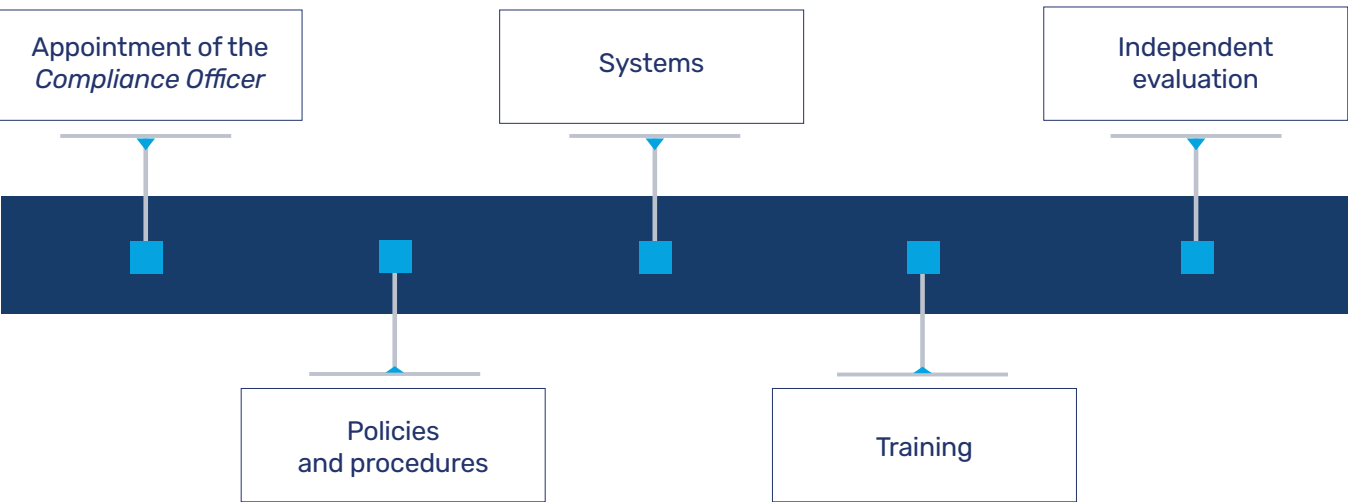 Appointment of the
Compliance Officer
Policies
and procedures
Systems
Training
Independent
evaluation